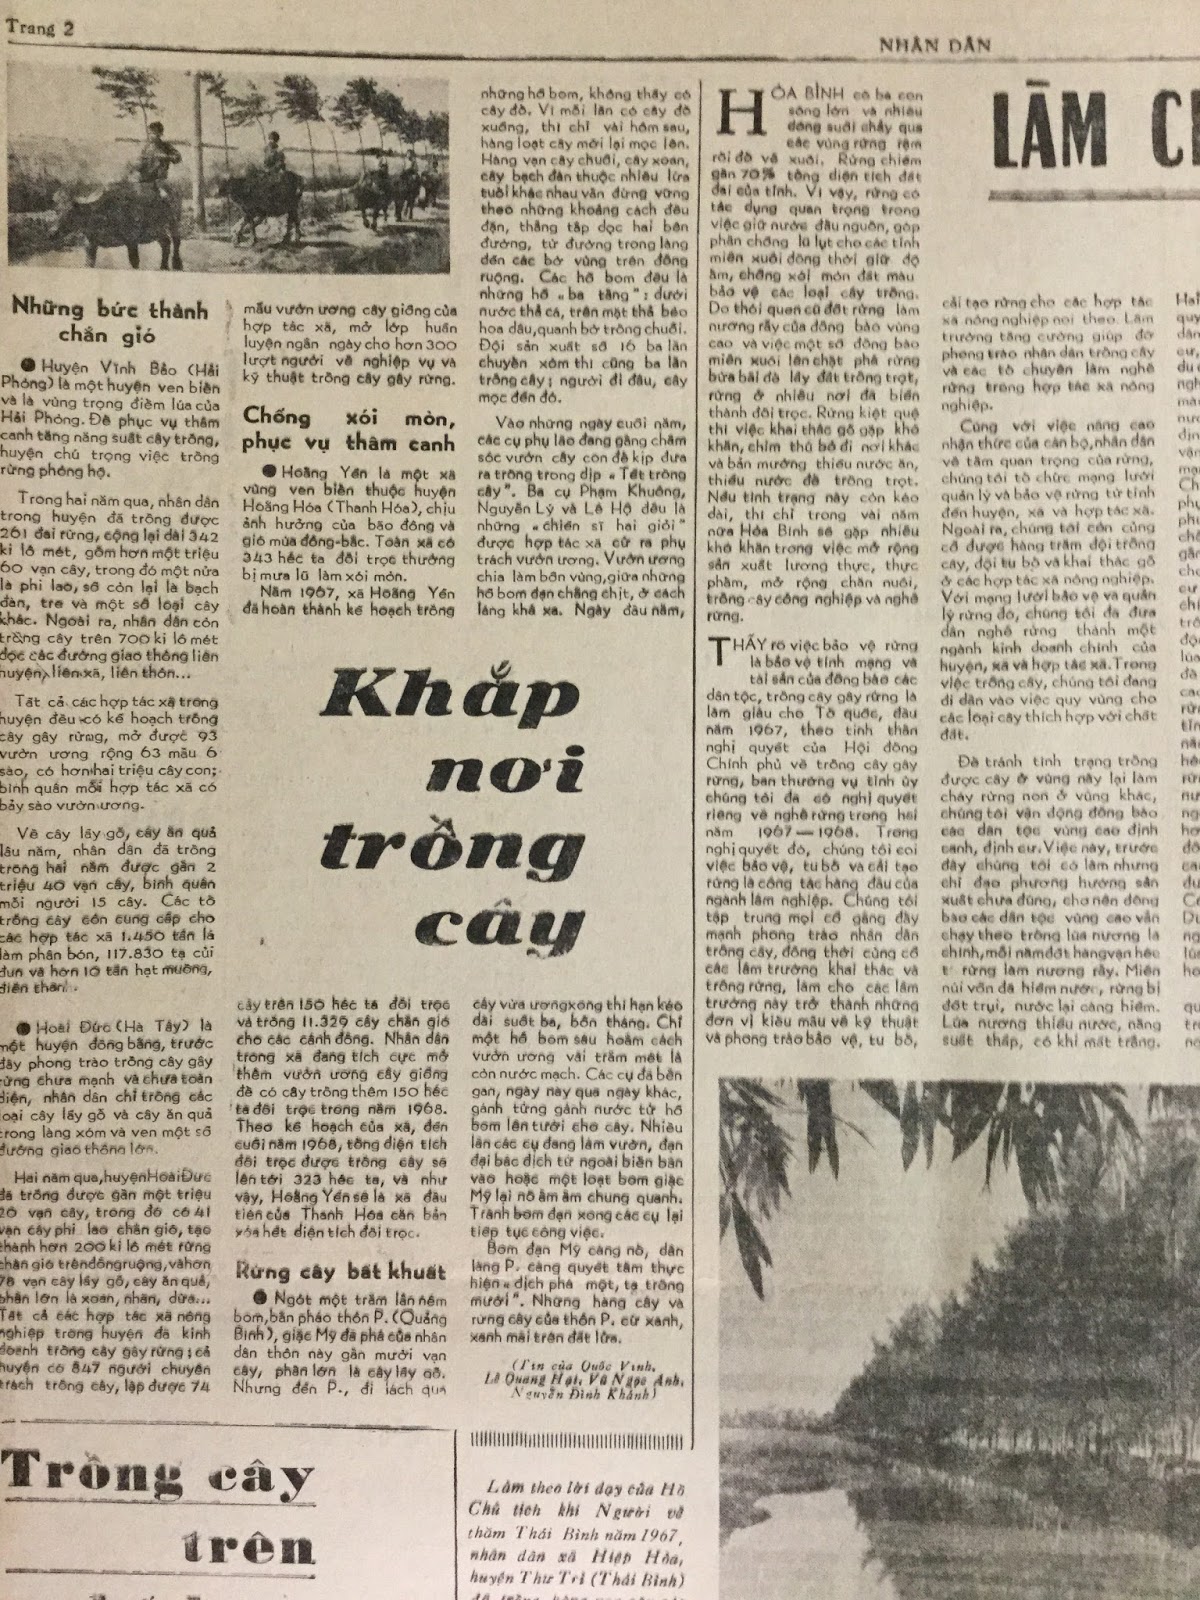 Trang 2
NHÂN DÂN
Những bức thành
chắn gió
● Huyện Vĩnh Bảo (Hải
Phòng) là một huyện ven biển
và là vùng trọng điểm lúa của
Hải Phòng. Để phục vụ thâm
canh tăng năng suất cây trồng,
huyện chú trọng việc trồng
rừng phòng hộ.
Trong hai năm qua, nhân dân
trong huyện đã trồng được
261 đai rừng, cộng lại dài 342
ki lô mét, gồm hơn một triệu
60 vạn cây, trong đó một nửa
là phi lao, số còn lại là bạch
đàn, tre và một số loại cây
khác. Ngoài ra, nhân dân còn
trồng cây trên 700 ki lô mét
dọc các đường giao thông liên
huyện, liên xã, liên thôn...
Tất cả các hợp tác xã trong
huyện đều có kế hoạch trồng
cây gây rừng, mở được 93
vườn ương rộng 63 mẫu 6
sào, có hơn hai triệu cây con;
bình quân mỗi hợp tác xã có
bảy sào vườn ương.
Về cây lấy gỗ, cây ăn quả
lâu năm, nhân dân đã trồng
trong hai năm được gần 2
triệu 40 vạn cây, bình quân
mỗi người 15 cây. Các tổ
trồng cây còn cung cấp cho
các hợp tác xã 1.450 tấn lá
làm phân bón, 117.830 tạ củi
đun và hơn 10 tấn hạt muồng,
điền thanh.
● Hoài Đức (Hà Tây) là
một huyện đồng bằng, trước
đây phong trào trồng cây gây
rừng chưa mạnh và chưa toàn
diện, nhân dân chỉ trồng các
loại cây lấy gỗ và cây ăn quả
trong làng xóm và ven một số
đường giao thông lớn.
Hai năm qua, huyện Hoài Đức
đã trồng được gần một triệu
20 vạn cây, trong đó có 41
vạn cây phi lao chắn gió, tạo
thành hơn 200 ki lô mét rừng
chắn gió trên đồng ruộng, và hơn
78 vạn cây lấy gỗ, cây ăn quả,
phần lớn là xoan, nhãn, dừa...
Tất cả các hợp tác xã nông
nghiệp trong huyện đã kinh
doanh trồng cây gây rừng; cả
huyện có 847 người chuyên
trách trồng cây, lập được 74
mẫu vườn ương cây giống của
hợp tác xã, mở lớp huấn
luyện ngắn ngày cho hơn 300
lượt người về nghiệp vụ và
kỹ thuật trồng cây gây rừng.
Chống xói mòn,
phục vụ thâm canh
● Hoằng Yến là một xã
vùng ven biển thuộc huyện
Hoằng Hóa (Thanh Hóa), chịu
ảnh hưởng của bão đông và
gió mùa đông-bắc. Toàn xã có
343 héc ta đồi trọc thường
bị mưa lũ làm xói mòn.
Năm 1967, xã Hoằng Yến
đã hoàn thành kế hoạch trồng
Khắp
nơi
trồng
cây
cây trên 150 héc ta đồi trọc
và trồng 11.329 cây chắn gió
cho các cánh đồng. Nhân dân
trong xã đang tích cực mở
thêm vườn ương cây giống
để có cây trồng thêm 150 héc
ta đồi trọc trong năm 1968.
Theo kế hoạch của xã, đến
cuối năm 1968, tổng diện tích
đồi trọc được trồng cây sẽ
lên tới 323 héc ta, và như
vậy, Hoằng Yến sẽ là xã đầu
tiên của Thanh Hóa căn bản
xóa hết diện tích đồi trọc.
Rừng cây bất khuất
● Ngót một trăm lần ném
bom, bắn pháo thôn P. (Quảng
Bình), giặc Mỹ đã phá của nhân
dân thôn này gần mười vạn
cây, phần lớn là cây lấy gỗ.
Nhưng đến P., đi lách qua
những hố bom, không thấy có
cây đổ. Vì mỗi lần có cây đổ
xuống, thì chỉ vài hôm sau,
hàng loạt cây mới lại mọc lên.
Hàng vạn cây chuối, cây xoan,
cây bạch đàn thuộc nhiều lứa
tuổi khác nhau vẫn đứng vững
theo những khoảng cách đều
đặn, thẳng tắp dọc hai bên
đường, từ đường trong làng
đến các bờ vùng trên đồng
ruộng. Các hố bom đều là
những hố « ba tầng »: dưới
nước thả cá, trên mặt thả bèo
hoa dâu, quanh bờ trồng chuối.
Đội sản xuất số 16 ba lần
chuyển xóm thì cũng ba lần
trồng cây; người đi đâu, cây
mọc đến đó.
Vào những ngày cuối năm,
các cụ phụ lão đang gắng chăm
sóc vườn cây con để kịp đưa
ra trồng trong dịp « Tết trồng
cây ». Ba cụ Phạm Khuông,
Nguyễn Lý và Lê Hộ đều là
những « chiến sĩ hai giỏi »
được hợp tác xã cử ra phụ
trách vườn ương. Vườn ương
chia làm bốn vùng, giữa những
hố bom đạn chằng chịt, ở cách
làng khá xa. Ngày đầu năm,
cây vừa ương xong thì hạn kéo
dài suốt ba, bốn tháng. Chỉ
một hố bom sâu hoắm cách
vườn ương vài trăm mét là
còn nước mạch. Các cụ đã bền
gan, ngày này qua ngày khác,
gánh từng gánh nước từ hố
bom lên tưới cho cây. Nhiều
lần các cụ đang làm vườn, đạn
đại bác địch từ ngoài biển bắn
vào hoặc một loạt bom giặc
Mỹ lại nổ ầm ầm chung quanh.
Tránh bom đạn xong các cụ lại
tiếp tục công việc.
Bom đạn Mỹ càng nổ, dân
làng P. càng quyết tâm thực
hiện « địch phá một, ta trồng
mười ». Những hàng cây và
rừng cây của thôn P. cứ xanh,
xanh mãi trên đất lửa.
(Tin của Quốc Vinh,
Lê Quang Hợi, Vũ Ngọc Anh,
Nguyễn Đình Khánh)
Trồng cây
trên
Làm theo lời dạy của Hồ
Chủ tịch khi Người về
thăm Thái Bình năm 1967,
nhân dân xã Hiệp Hòa,
huyện Thư Trì (Thái Bình)
LÀM
HÒA BÌNH có ba con
sông lớn và nhiều
dòng suối chảy qua
các vùng rừng rậm
rồi đổ về xuôi. Rừng chiếm
gần 70% tổng diện tích đất
đai của tỉnh. Vì vậy, rừng có
tác dụng quan trọng trong
việc giữ nước đầu nguồn, góp
phần chống lũ lụt cho các tỉnh
miền xuôi đồng thời giữ độ
ẩm, chống xói mòn đất màu
bảo vệ các loại cây trồng.
Do thói quen cũ đốt rừng làm
nương rẫy của đồng bào vùng
cao và việc một số đồng bào
miền xuôi lên chặt phá rừng
bừa bãi để lấy đất trồng trọt,
rừng ở nhiều nơi đã biến
thành đồi trọc. Rừng kiệt quệ
thì việc khai thác gỗ gặp khó
khăn, chim thú bỏ đi nơi khác
và bản mường thiếu nước ăn,
thiếu nước để trồng trọt.
Nếu tình trạng này còn kéo
dài, thì chỉ trong vài năm
nữa Hòa Bình sẽ gặp nhiều
khó khăn trong việc mở rộng
sản xuất lương thực, thực
phẩm, mở rộng chăn nuôi,
trồng cây công nghiệp và nghề
rừng.
THẤY rõ việc bảo vệ rừng
là bảo vệ tính mạng và
tài sản của đồng bào các
dân tộc, trồng cây gây rừng là
làm giàu cho Tổ quốc, đầu
năm 1967, theo tinh thần
nghị quyết của Hội đồng
Chính phủ về trồng cây gây
rừng, ban thường vụ tỉnh ủy
chúng tôi đã có nghị quyết
riêng về nghề rừng trong hai
năm 1967—1968. Trong
nghị quyết đó, chúng tôi coi
việc bảo vệ, tu bổ và cải tạo
rừng là công tác hàng đầu của
ngành lâm nghiệp. Chúng tôi
tập trung mọi cố gắng đẩy
mạnh phong trào nhân dân
trồng cây, đồng thời củng cố
các lâm trường khai thác và
trồng rừng, làm cho các lâm
trường này trở thành những
đơn vị kiểu mẫu về kỹ thuật
và phong trào bảo vệ, tu bổ,
cải tạo rừng cho các hợp tác
xã nông nghiệp noi theo. Lâm
trường tăng cường giúp đỡ
phong trào nhân dân trồng cây
và các tổ chuyên làm nghề
rừng trong hợp tác xã nông
nghiệp.
Cùng với việc nâng cao
nhận thức của cán bộ, nhân dân
về tầm quan trọng của rừng,
chúng tôi tổ chức mạng lưới
quản lý và bảo vệ rừng từ tỉnh
đến huyện, xã và hợp tác xã.
Ngoài ra, chúng tôi còn củng
cố được hàng trăm đội trồng
cây, đội tu bổ và khai thác gỗ
ở các hợp tác xã nông nghiệp.
Với mạng lưới bảo vệ và quản
lý rừng đó, chúng tôi đã đưa
dần nghề rừng thành một
ngành kinh doanh chính của
huyện, xã và hợp tác xã. Trong
việc trồng cây, chúng tôi đang
đi dần vào việc quy vùng cho
các loại cây thích hợp với chất
đất.
Để tránh tình trạng trồng
được cây ở vùng này lại làm
cháy rừng non ở vùng khác,
chúng tôi vận động đồng bào
các dân tộc vùng cao định
canh, định cư. Việc này, trước
đây chúng tôi có làm nhưng
chỉ đạo phương hướng sản
xuất chưa đúng, cho nên đồng
bào các dân tộc vùng cao vẫn
chạy theo trồng lúa nương là
chính, mỗi năm đốt hàng vạn héc
ta rừng làm nương rẫy. Miền
núi vốn đã hiếm nước, rừng bị
đốt trụi, nước lại càng hiếm.
Lúa nương thiếu nước, năng
suất thấp, có khi mất trắng.